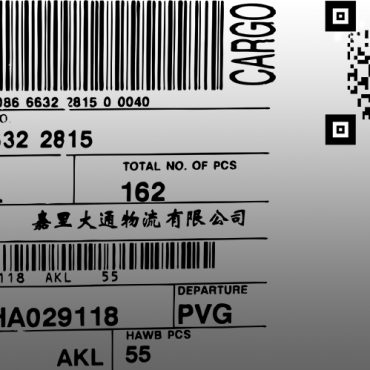 CARGO
086 6632 2815 0 0040
632 2815
TOTAL NO. OF PCS
162
嘉里大通物流有限公司
118 AKL 55
HA029118
DEPARTURE
PVG
HAWB PCS
AKL 55